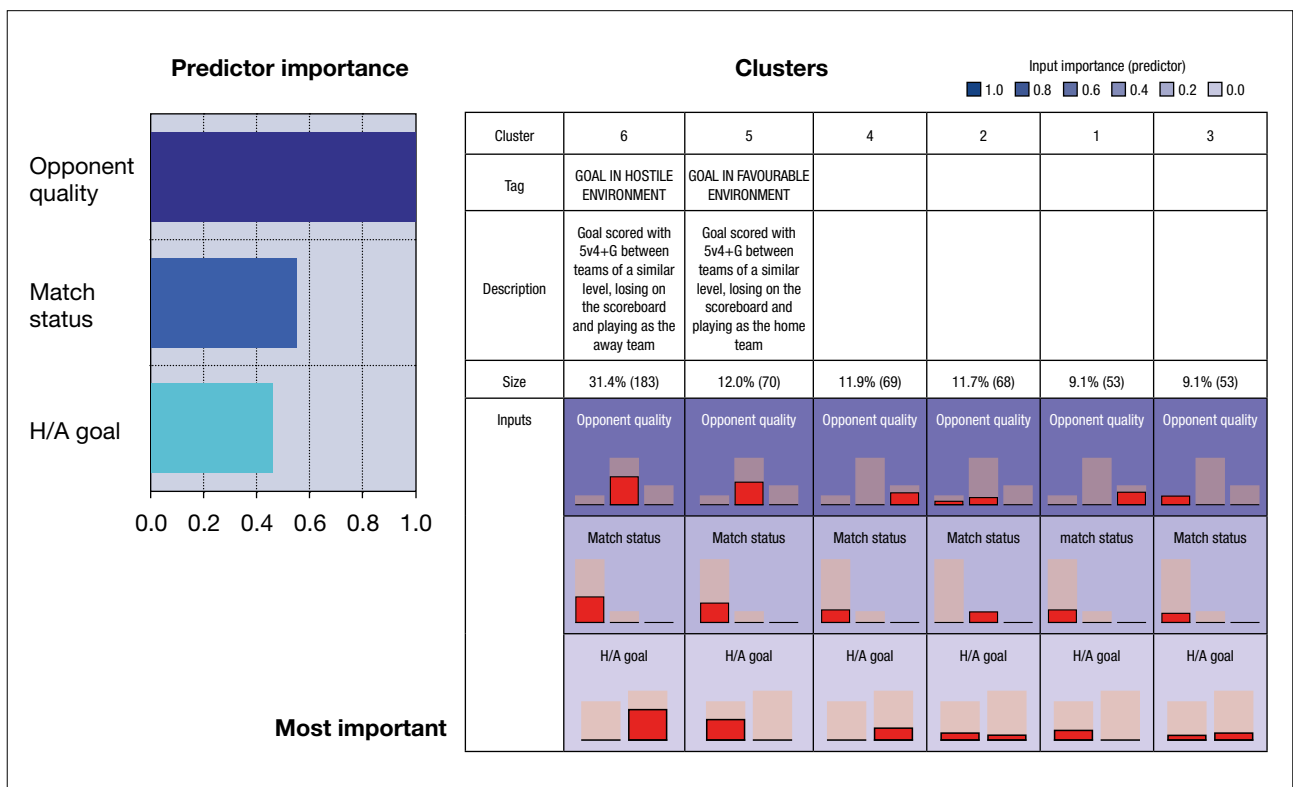 Predictor importance
Opponent
quality
Match
status
H/A goal
0.0 0.2 0.4 0.6 0.8 1.0
Clusters
Input importance (predictor)
1.0 0.8 0.6 0.4 0.2 0.0
Cluster 6 5 4 2 1 3
Tag
GOAL IN HOSTILE
ENVIRONMENT
GOAL IN FAVOURABLE
ENVIRONMENT
Description
Goal scored with
5v4+G between
teams of a similar
level, losing on
the scoreboard
and playing as the
away team
Goal scored with
5v4+G between
teams of a similar
level, losing on the
scoreboard and
playing as the home
team
Size 31.4% (183) 12.0% (70) 11.9% (69) 11.7% (68) 9.1% (53) 9.1% (53)
Inputs
Opponent quality Opponent quality Opponent quality Opponent quality Opponent quality Opponent quality
Match status Match status Match status Match status match status Match status
H/A goal H/A goal H/A goal H/A goal H/A goal H/A goal
Most important